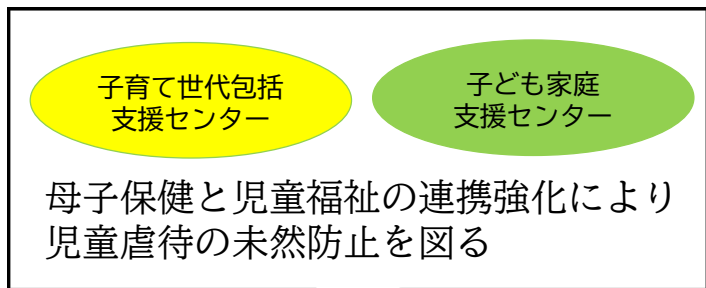 子育て世代包括
支援センター
子ども家庭
支援センター
母子保健と児童福祉の連携強化により
児童虐待の未然防止を図る